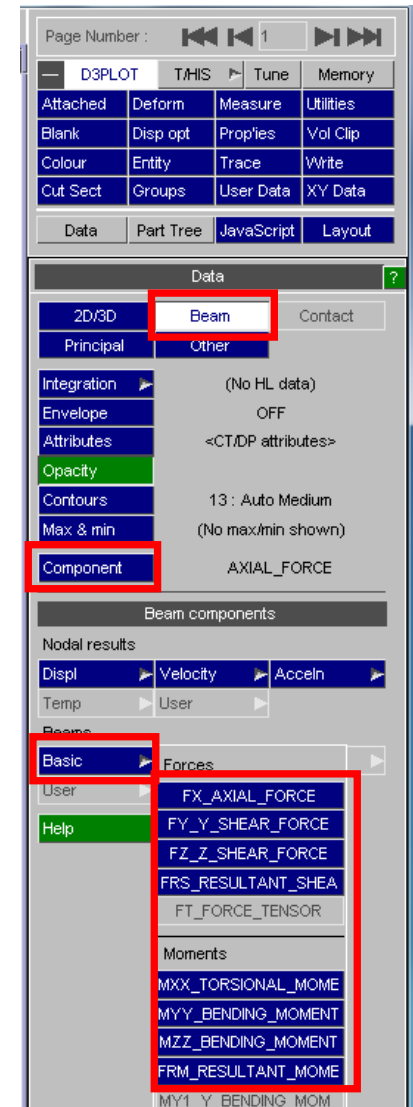 Page Number : 1
— D3PLOT T/HIS Tune Memory
Attached Deform Measure Utilities
Blank Disp opt Prop'ies Vol Clip
Colour Entity Trace Write
Cut Sect Groups User Data XY Data
Data Part Tree JavaScript Layout
Data ?
2D/3D Beam Contact
Principal Other
Integration (No HL data)
Envelope OFF
Attributes <CT/DP attributes>
Opacity
Contours 13 : Auto Medium
Max & min (No max/min shown)
Component AXIAL_FORCE
Beam components
Nodal results
Displ Velocity Acceln
Temp User
Beams
Basic Forces
User FX_AXIAL_FORCE
Help FY_Y_SHEAR_FORCE
FZ_Z_SHEAR_FORCE
FRS_RESULTANT_SHEA
FT_FORCE_TENSOR
Moments
MXX_TORSIONAL_MOME
MYY_BENDING_MOMENT
MZZ_BENDING_MOMENT
FRM_RESULTANT_MOME
MY1_Y_BENDING_MOM